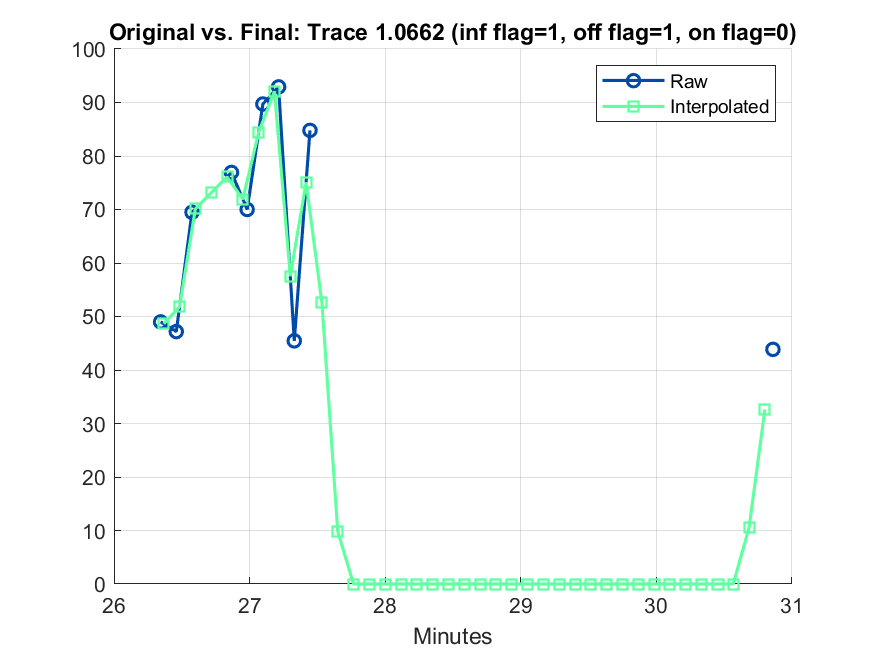 Original vs. Final: Trace 1.0662 (inf flag=1, off flag=1, on flag=0)
100
90
80
70
60
50
40
30
20
10
0
Raw
Interpolated
26 27 28 29 30 31
Minutes